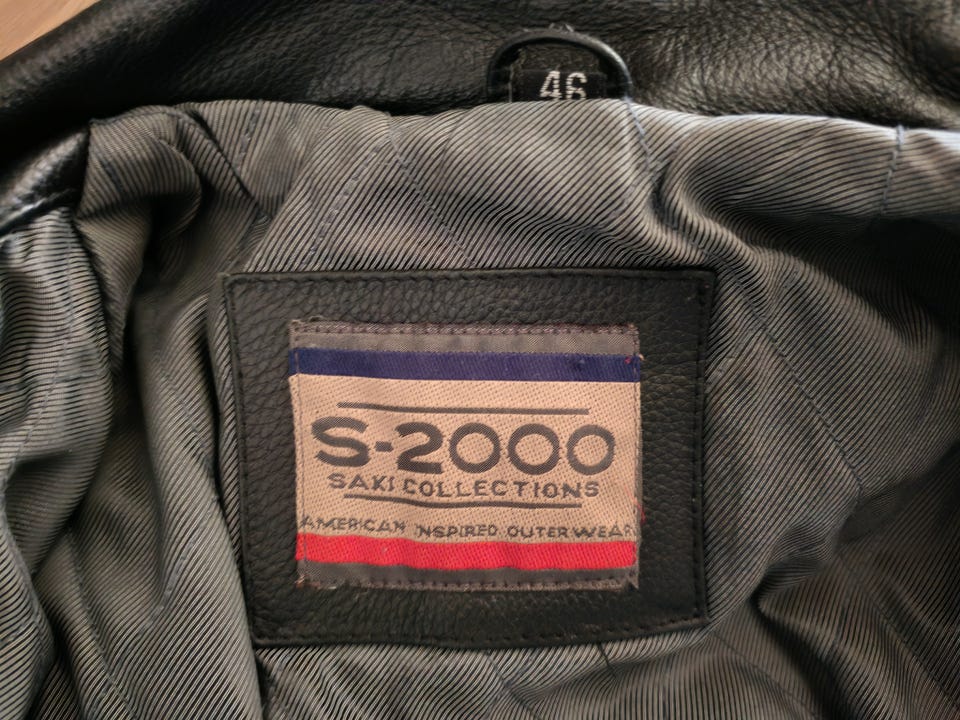 46
S-2000
SAKI COLLECTIONS
AMERICAN INSPIRED OUTERWEAR